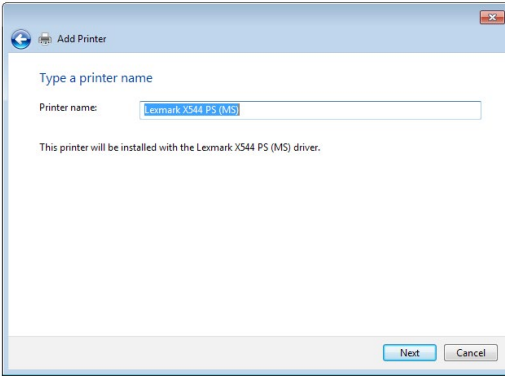 Add Printer
Type a printer name
Printer name: Lexmark X544 PS (MS)
This printer will be installed with the Lexmark X544 PS (MS) driver.
Next Cancel